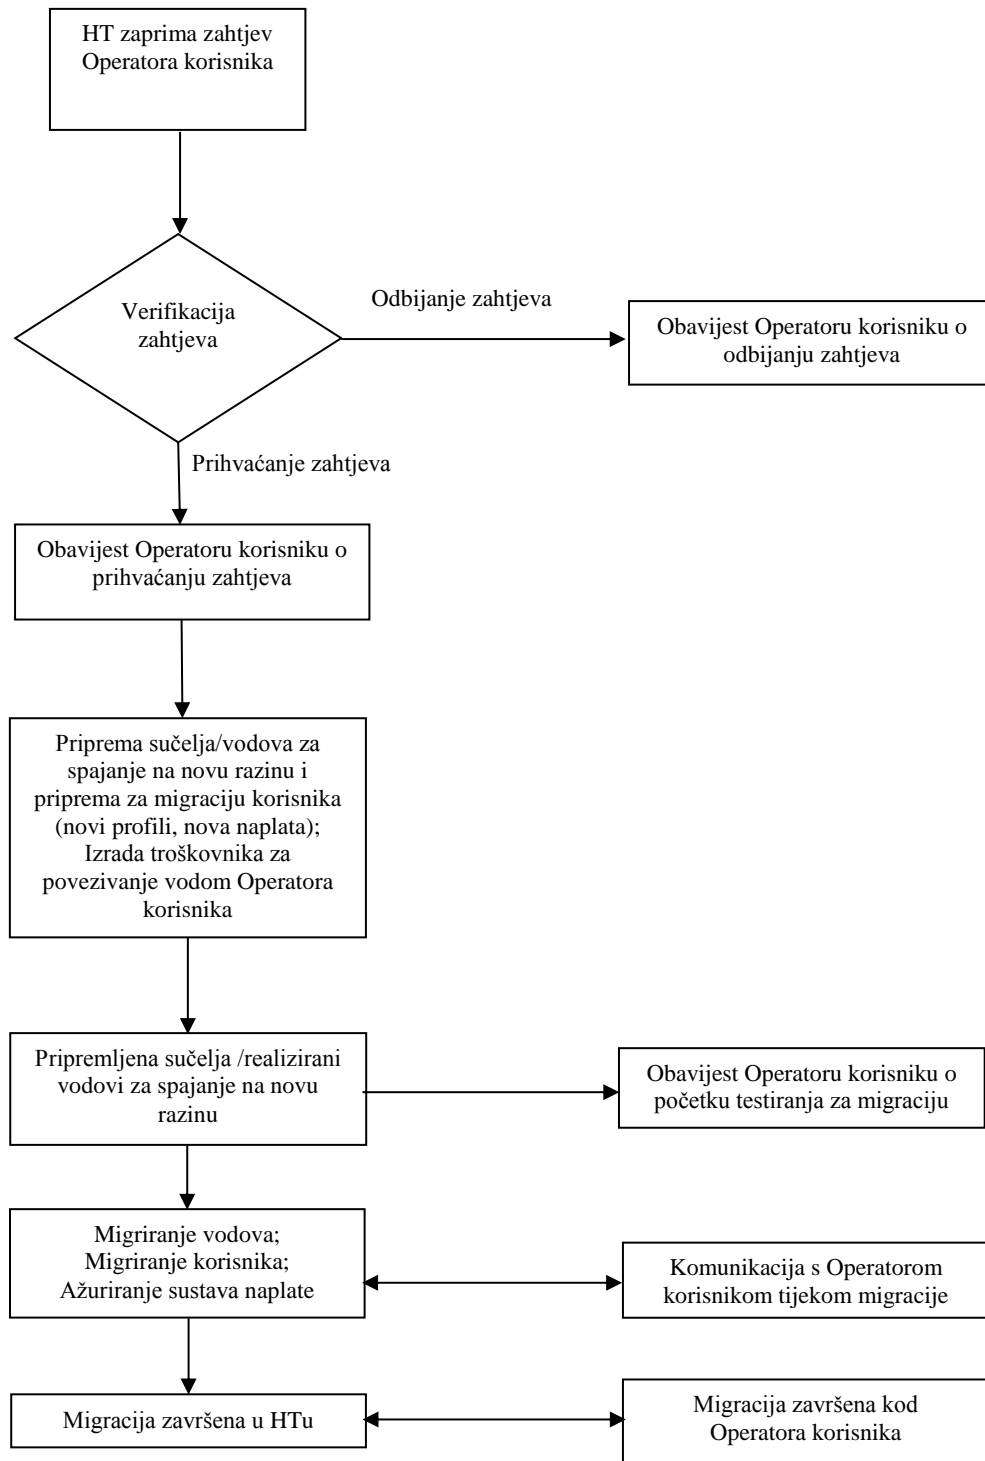 HT zaprima zahtjev
Operatora korisnika
Verifikacija
zahtjeva
Odbijanje zahtjeva
Obavijest Operatoru korisniku o
odbijanju zahtjeva
Prihvaćanje zahtjeva
Obavijest Operatoru korisniku o
prihvaćanju zahtjeva
Priprema sučelja/vodova za
spajanje na novu razinu i
priprema za migraciju korisnika
(novi profili, nova naplata);
Izrada troškovnika za
povezivanje vodom Operatora
korisnika
Pripremljena sučelja /realizirani
vodovi za spajanje na novu
razinu
Obavijest Operatoru korisniku o
početku testiranja za migraciju
Migriranje vodova;
Migriranje korisnika;
Ažuriranje sustava naplate
Komunikacija s Operatorom
korisnikom tijekom migracije
Migracija završena u HTu
Migracija završena kod
Operatora korisnika